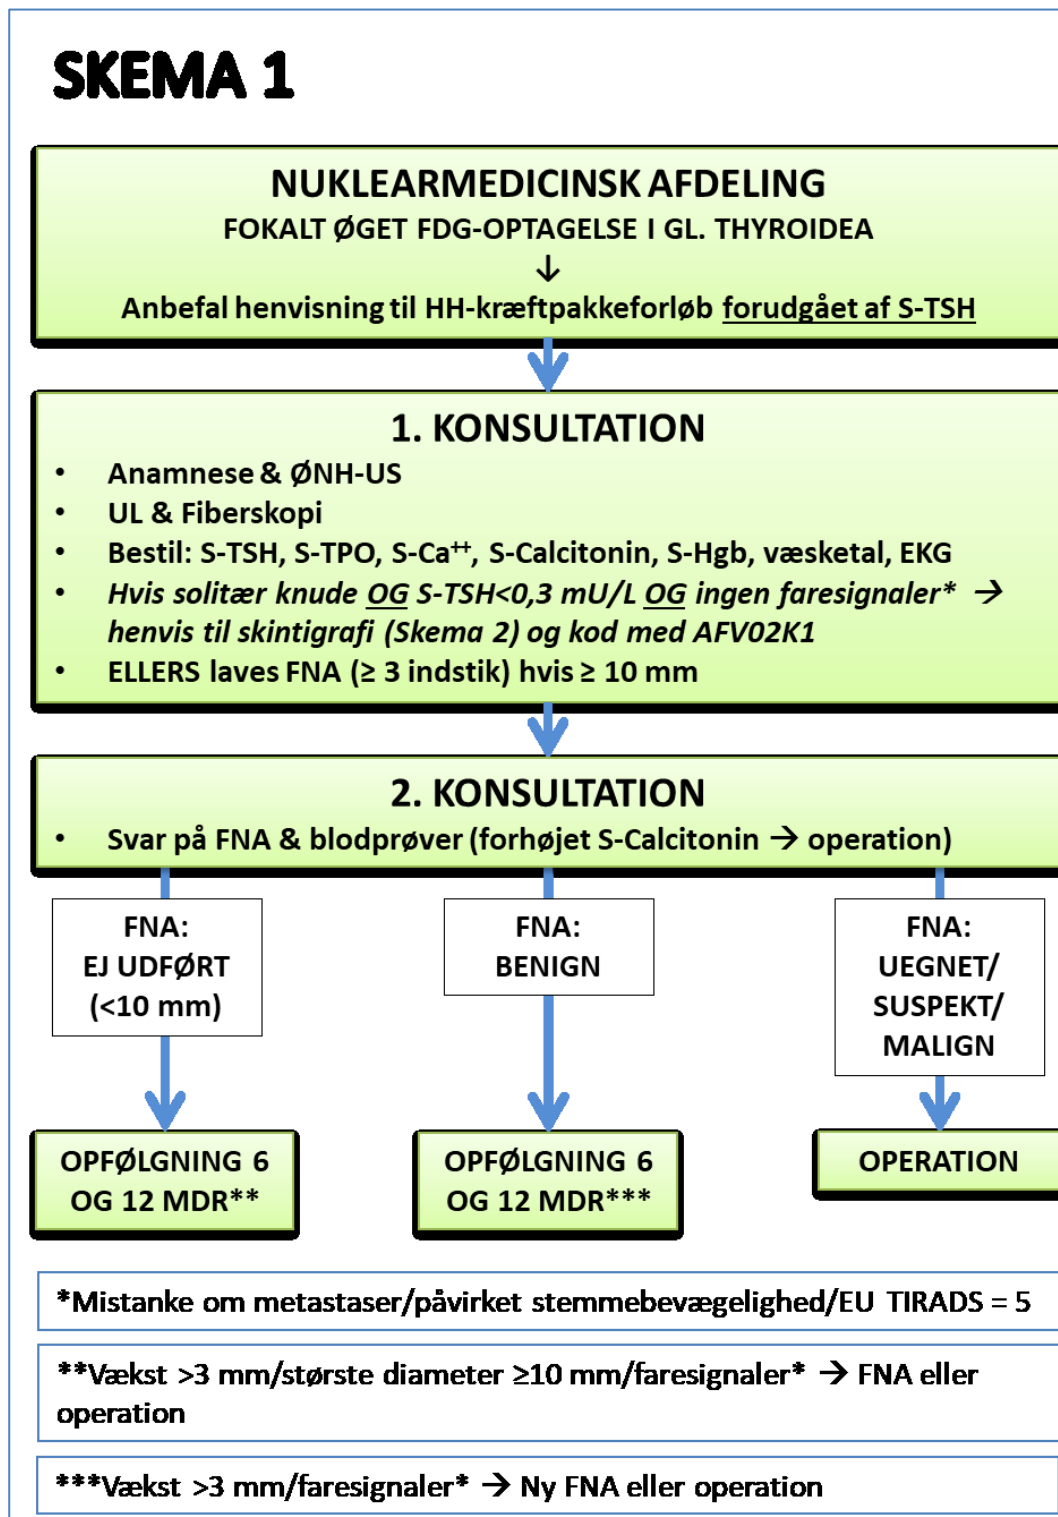 SKEMA 1
NUKLEARMEDICINSK AFDELING
FOKALT ØGET FDG-OPTAGELSE I GL. THYROIDEA
↓
Anbefal henvisning til HH-kræftpakkeforløb forudgået af S-TSH
1. KONSULTATION
• Anamnese & ØNH-US
• UL & Fiberskopi
• Bestil: S-TSH, S-TPO, S-Ca⁺⁺, S-Calcitonin, S-Hgb, væsketal, EKG
• Hvis solitær knude OG S-TSH<0,3 mU/L OG ingen faresignaler* →
henvis til skintigrafi (Skema 2) og kod med AFV02K1
• ELLERS laves FNA (≥ 3 indstik) hvis ≥ 10 mm
2. KONSULTATION
• Svar på FNA & blodprøver (forhøjet S-Calcitonin → operation)
FNA:
EJ UDFØRT
(<10 mm)
FNA:
BENIGN
FNA:
UEGNET/
SUSPEKT/
MALIGN
OPFØLGNING 6
OG 12 MDR**
OPFØLGNING 6
OG 12 MDR***
OPERATION
*Mistanke om metastaser/påvirket stemmebevægelighed/EU TIRADS = 5
**Vækst >3 mm/største diameter ≥10 mm/faresignaler* → FNA eller
operation
***Vækst >3 mm/faresignaler* → Ny FNA eller operation